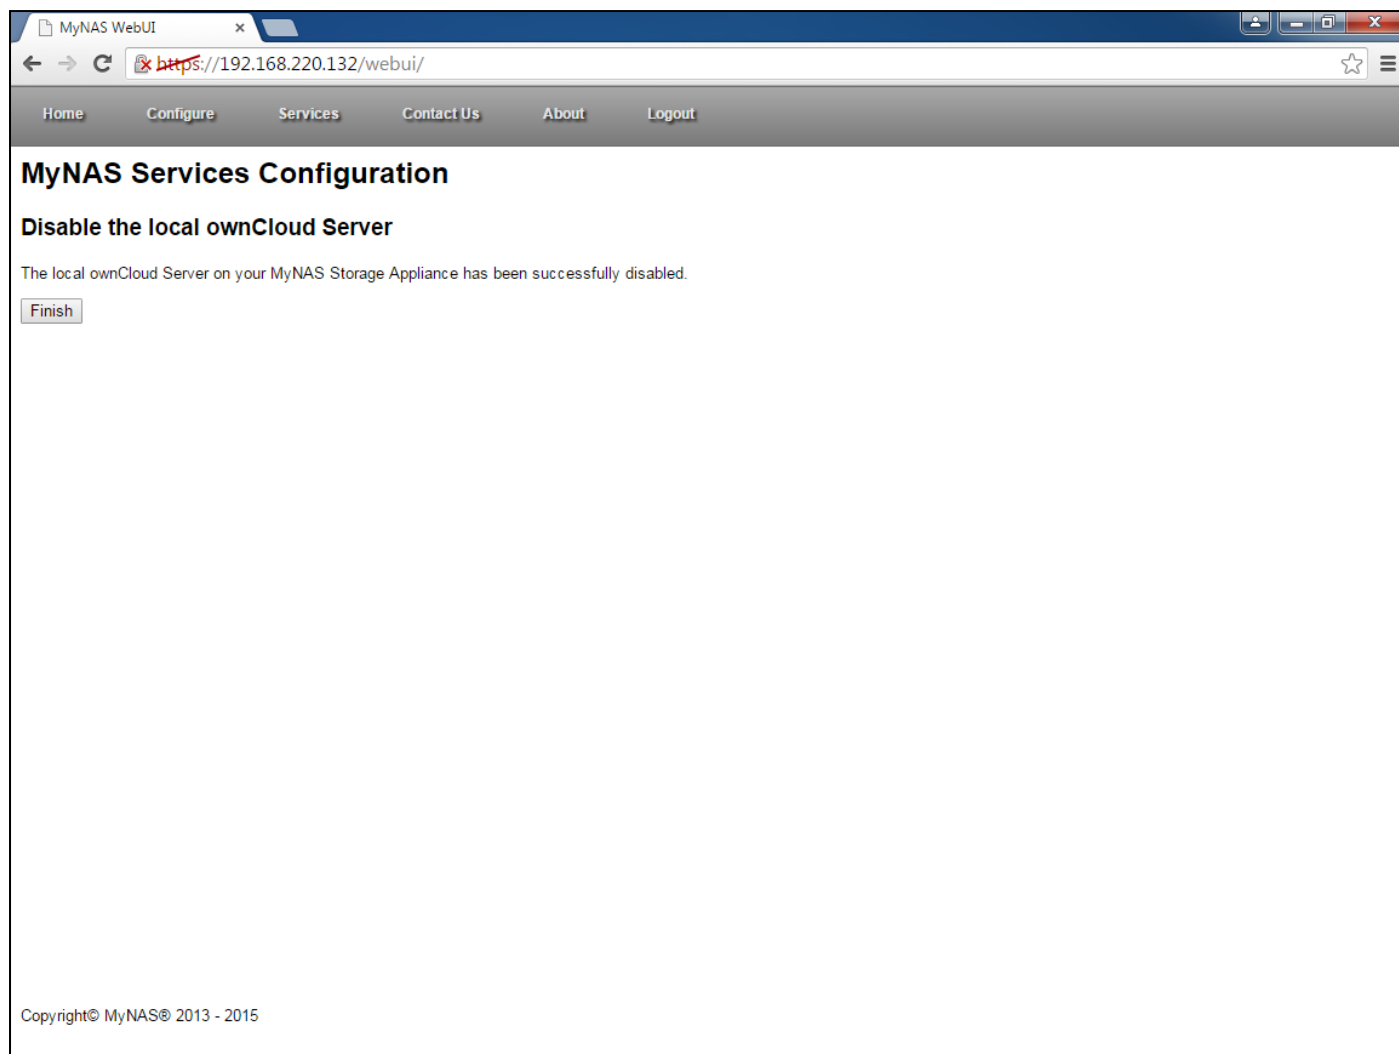 MyNAS WebUI
https://192.168.220.132/webui/
Home Configure Services Contact Us About Logout
MyNAS Services Configuration
Disable the local ownCloud Server
The local ownCloud Server on your MyNAS Storage Appliance has been successfully disabled.
Finish
Copyright© MyNAS® 2013 - 2015